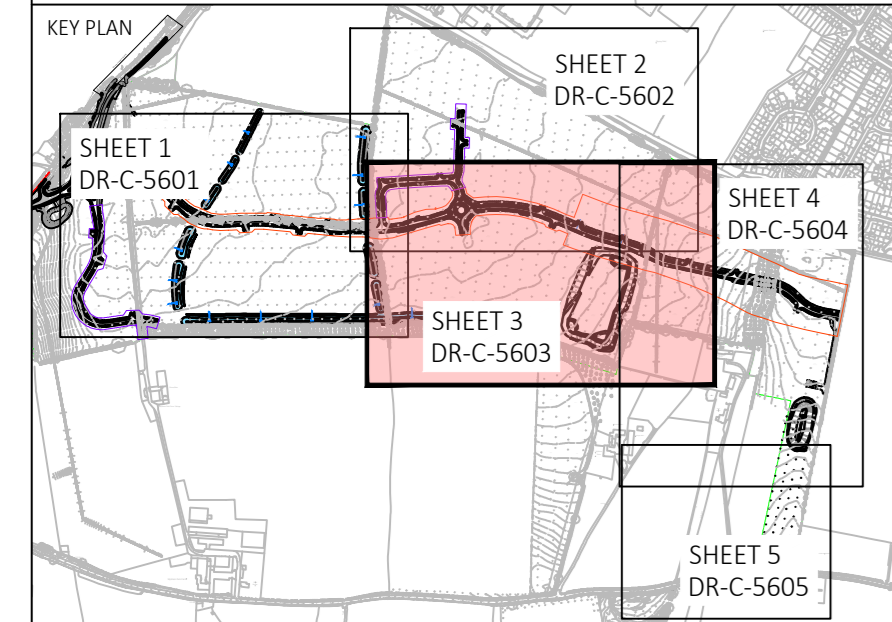 KEY PLAN
SHEET 2
DR-C-5602
SHEET 1
DR-C-5601
SHEET 4
DR-C-5604
SHEET 3
DR-C-5603
SHEET 5
DR-C-5605